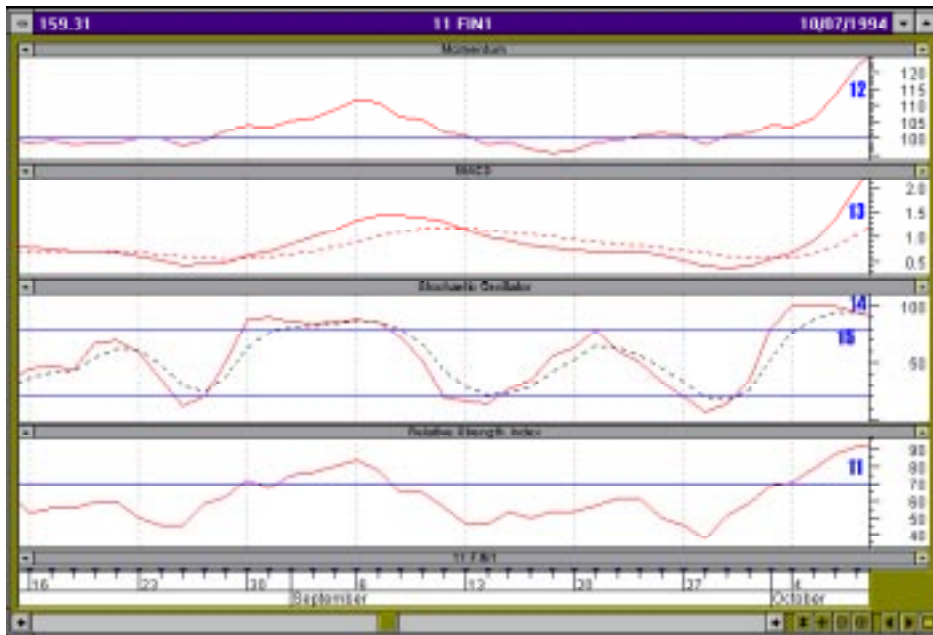 159.31 11 FIN1 10/07/1994
Momentum
120
12
115
110
105
100
MACD
2.0
13
1.5
1.0
0.5
Stochastic Oscillator
14
100
15
50
Relative Strength Index
90
11
80
70
60
50
40
11 FIN1
16 23 30 6 13 20 27 4
September October